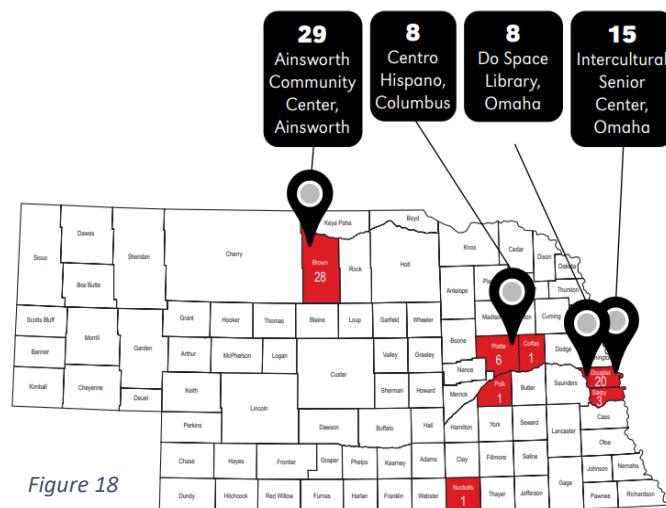 29
Ainsworth
Community
Center,
Ainsworth
8
Centro
Hispano,
Columbus
8
Do Space
Library,
Omaha
15
Intercultural
Senior
Center,
Omaha
Sioux
Dawes
Box Butte
Sheridan
Scotts Bluff
Banner
Kimball
Morrill
Cheyenne
Garden
Deuel
Cherry
Keya Paha
Boyd
Brown
28
Rock
Holt
Knox
Cedar
Dixon
Dakota
Antelope
Thurston
Grant
Hooker
Thomas
Blaine
Loup
Garfield
Wheeler
Cuming
Boone
Platte
6
Colfax
1
Dodge
Douglas
20
Sarpy
3
Arthur
McPherson
Logan
Custer
Valley
Greeley
Nance
Polk
1
Butler
Saunders
Keith
Lincoln
Sherman
Howard
Merrick
Cass
Perkins
Dawson
Buffalo
Hall
Hamilton
York
Seward
Lancaster
Otoe
Chase
Hayes
Frontier
Gosper
Phelps
Kearney
Adams
Clay
Fillmore
Saline
Gage
Johnson
Nemaha
Dundy
Hitchcock
Red Willow
Furnas
Harlan
Franklin
Webster
Nuckolls
1
Thayer
Jefferson
Pawnee
Richardson
Figure 18